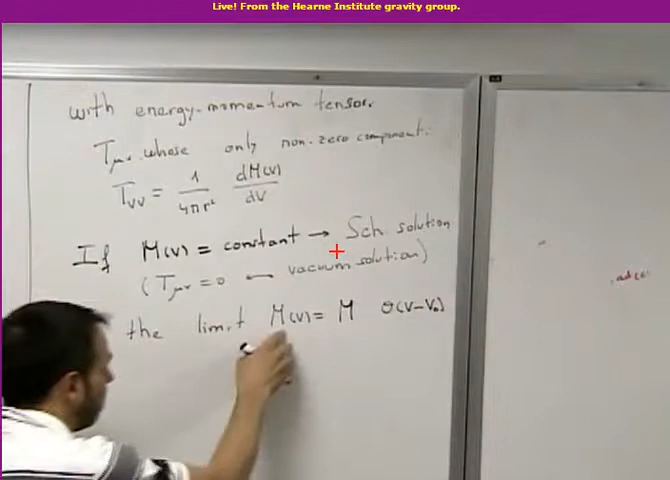 Live! From the Hearne Institute gravity group.
with energy-momentum tensor.
Tμν whose only non-zero component.
Tvv = 1/4πr² dM(v)/dv
If M(v) = constant → Sch. solution
(Tμν = 0 — vacuum solution)
the limit M(v) = M θ(v-v₀)